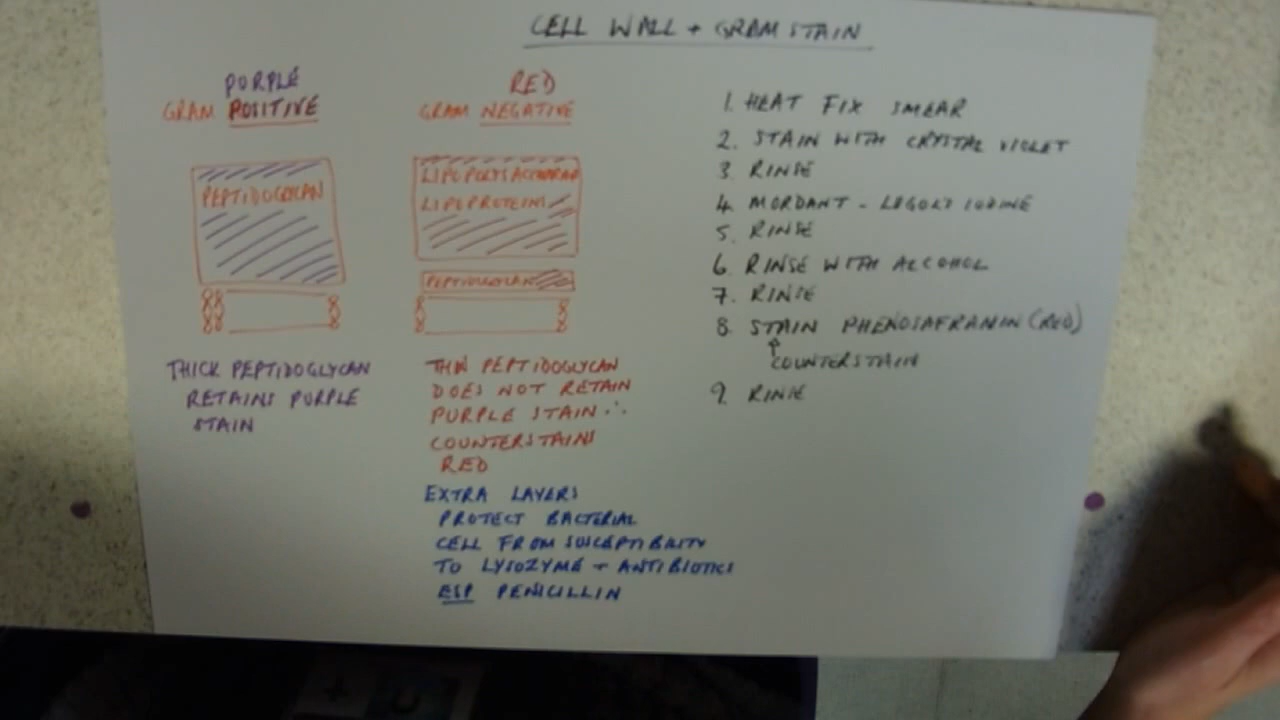 CELL WALL + GRAM STAIN
PURPLE
GRAM POSITIVE
PEPTIDOGLYCAN
THICK PEPTIDOGLYCAN
RETAINS PURPLE
STAIN
RED
GRAM NEGATIVE
LIPOPOLYSACCHARIDE
LIPOPROTEINS
PEPTIDOGLYCAN
THIN PEPTIDOGLYCAN
DOES NOT RETAIN
PURPLE STAIN ∴
COUNTERSTAINS
RED
EXTRA LAYERS
PROTECT BACTERIAL
CELL FROM SUSCEPTIBILITY
TO LYSOZYME + ANTIBIOTICS
ESP PENICILLIN
1. HEAT FIX SMEAR
2. STAIN WITH CRYSTAL VIOLET
3. RINSE
4. MORDANT - LUGOL'S IODINE
5. RINSE
6. RINSE WITH ALCOHOL
7. RINSE
8. STAIN PHENOSAFRANIN (RED)
COUNTERSTAIN
9. RINSE